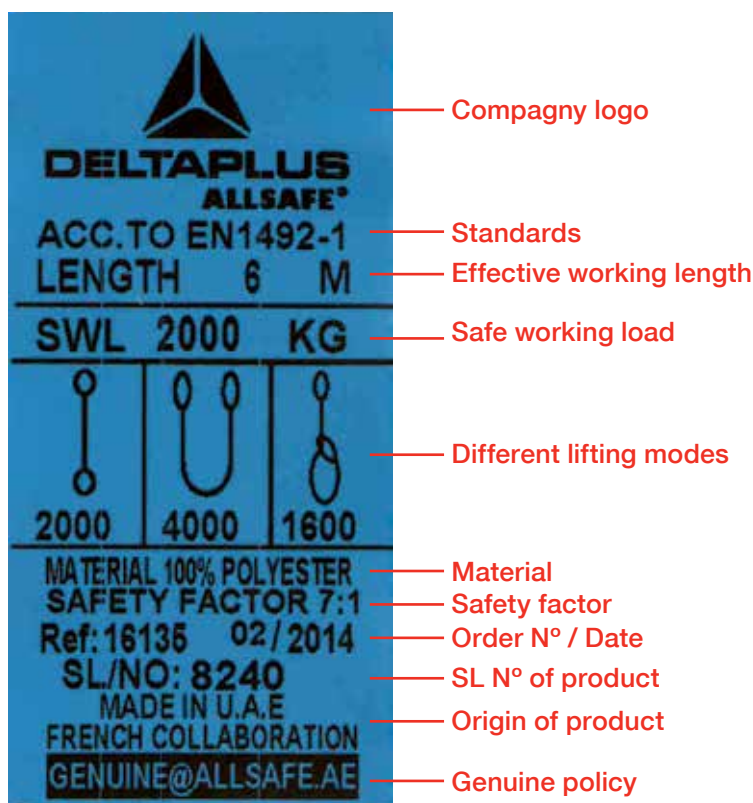 DELTAPLUS
ALLSAFE®
ACC.TO EN1492-1
LENGTH 6 M
SWL 2000 KG
2000 4000 1600
MATERIAL 100% POLYESTER
SAFETY FACTOR 7:1
Ref:16135 02/2014
SL/NO: 8240
MADE IN U.A.E
FRENCH COLLABORATION
GENUINE@ALLSAFE.AE
Compagny logo
Standards
Effective working length
Safe working load
Different lifting modes
Material
Safety factor
Order Nº / Date
SL Nº of product
Origin of product
Genuine policy